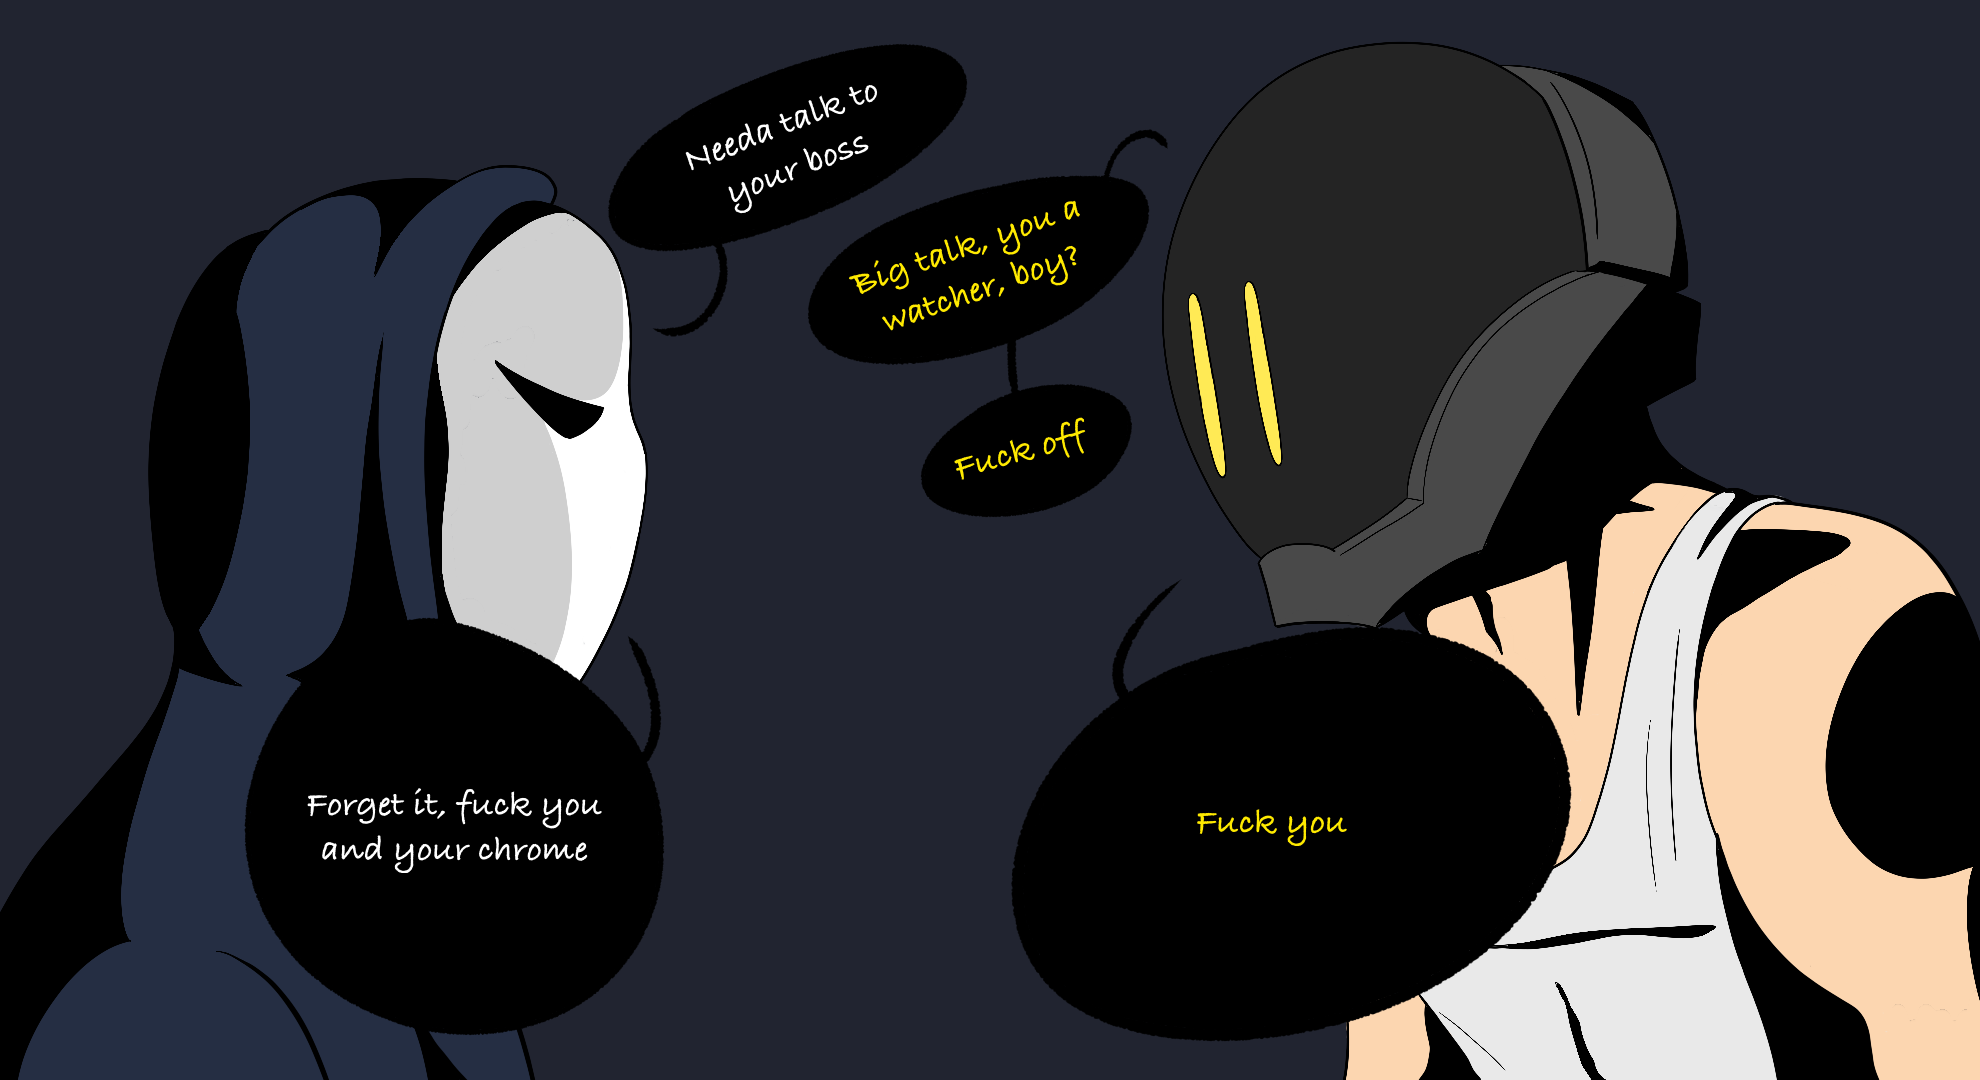 Needa talk to
your boss
Big talk, you a
watcher, boy?
Fuck off
Forget it, fuck you
and your chrome
Fuck you